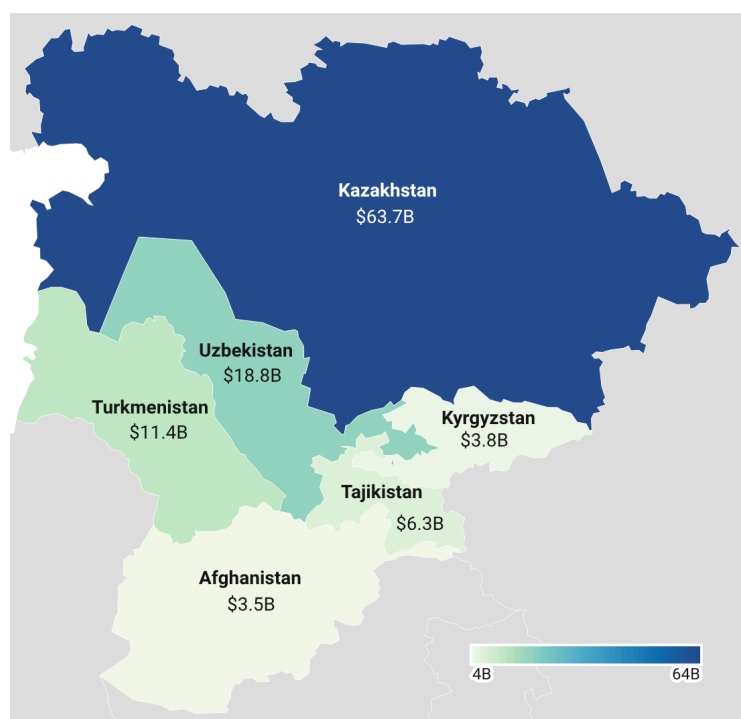 Kazakhstan
$63.7B
Uzbekistan
$18.8B
Turkmenistan
$11.4B
Kyrgyzstan
$3.8B
Tajikistan
$6.3B
Afghanistan
$3.5B
4B
64B